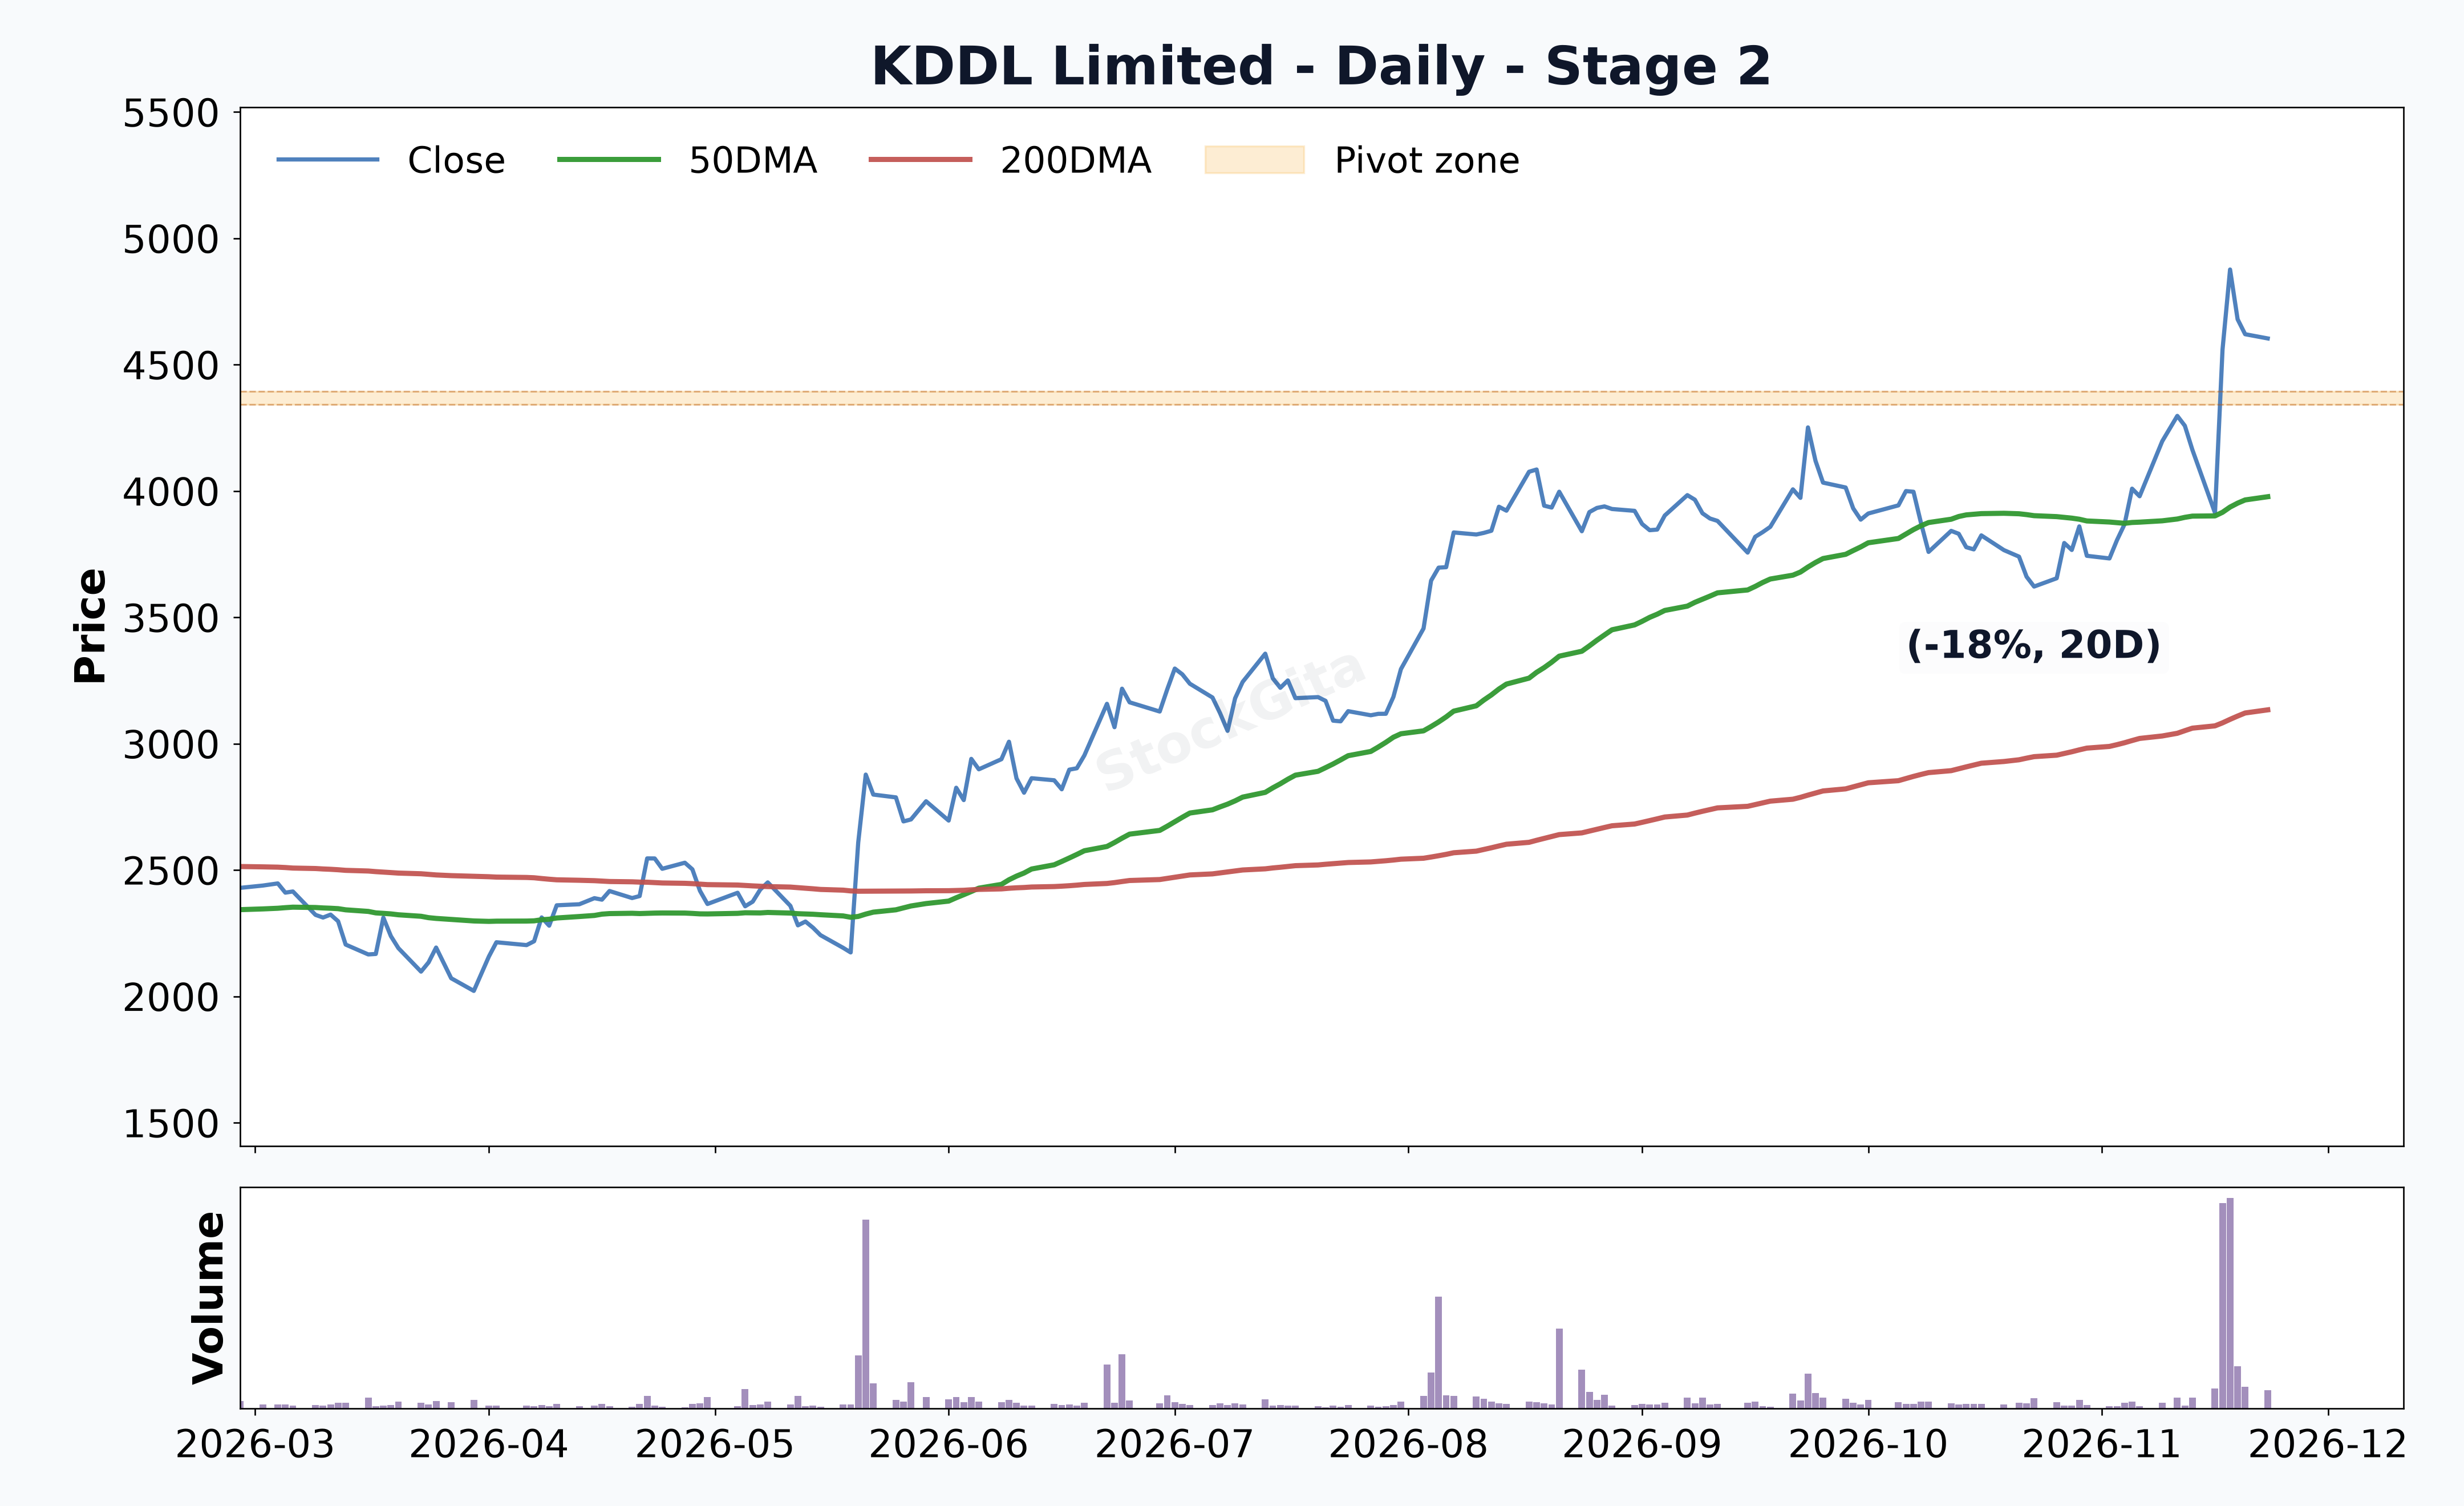 KDDL Limited - Daily - Stage 2
Close
50DMA
200DMA
Pivot zone
5500
5000
4500
4000
3500
3000
2500
2000
1500
Price
(-18%, 20D)
StockGita
Volume
2026-03
2026-04
2026-05
2026-06
2026-07
2026-08
2026-09
2026-10
2026-11
2026-12